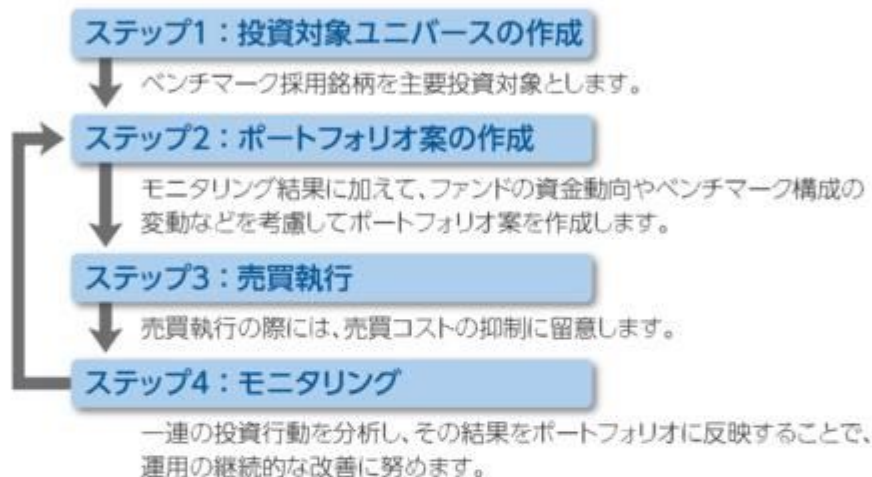 ステップ1：投資対象ユニバースの作成
ベンチマーク採用銘柄を主要投資対象とします。
ステップ2：ポートフォリオ案の作成
モニタリング結果に加えて、ファンドの資金動向やベンチマーク構成の
変動などを考慮してポートフォリオ案を作成します。
ステップ3：売買執行
売買執行の際には、売買コストの抑制に留意します。
ステップ4：モニタリング
一連の投資行動を分析し、その結果をポートフォリオに反映することで、
運用の継続的な改善に努めます。